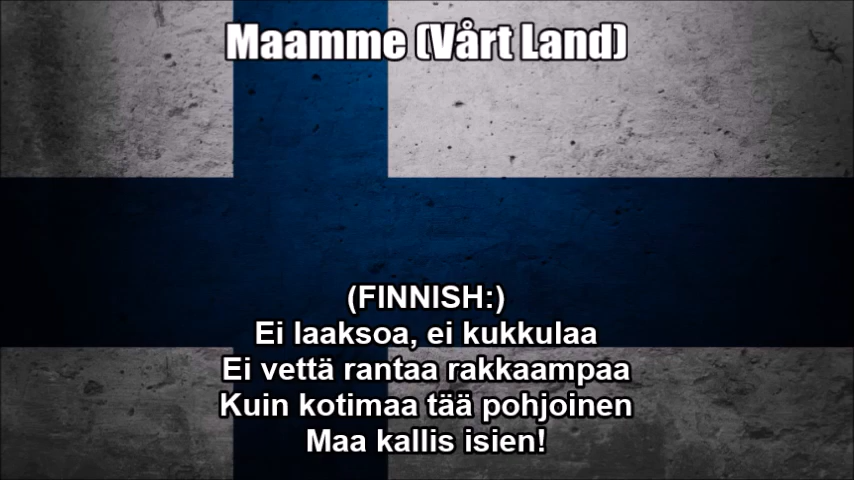 Maamme (Vårt Land)
(FINNISH:)
Ei laaksoa, ei kukkulaa
Ei vettä rantaa rakkaampaa
Kuin kotimaa tää pohjoinen
Maa kallis isien!